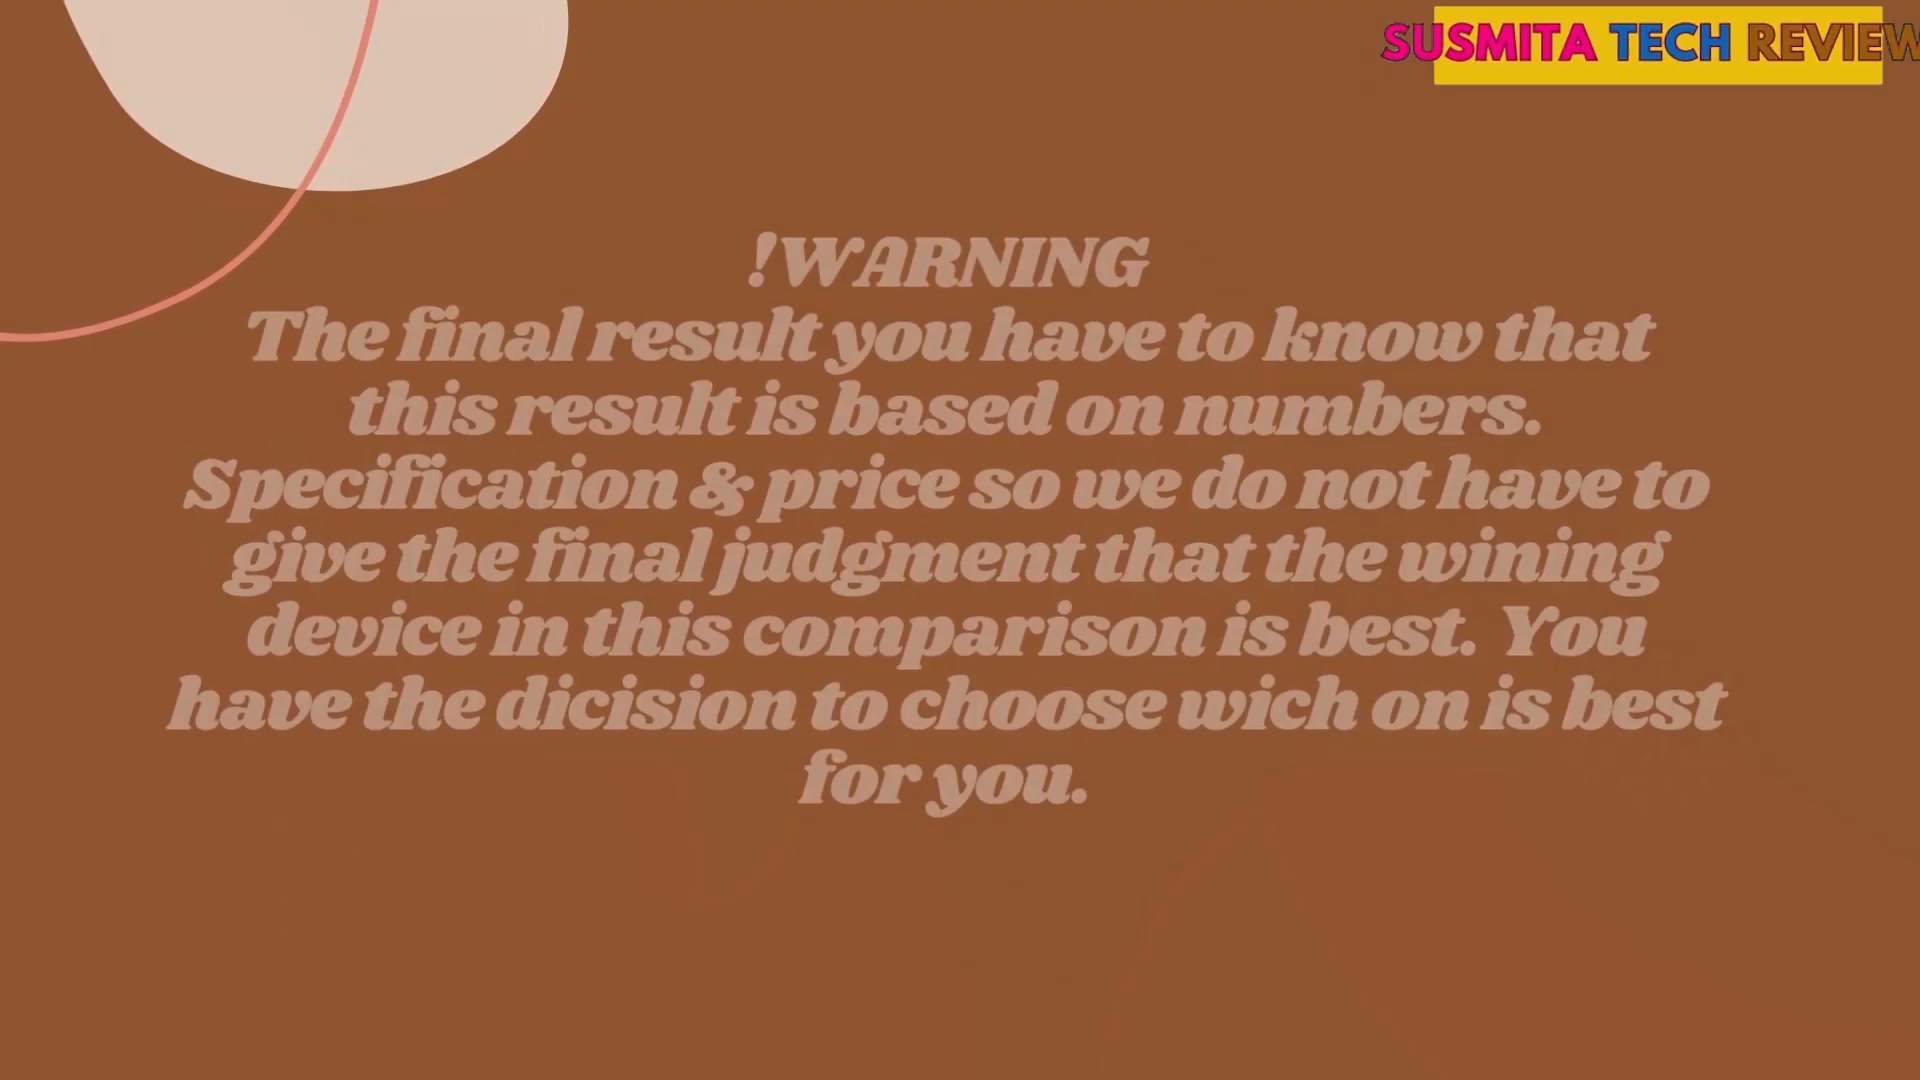 SUSMITA TECH REVIEW
!WARNING
The final result you have to know that
this result is based on numbers.
Specification & price so we do not have to
give the final judgment that the wining
device in this comparison is best. You
have the dicision to choose wich on is best
for you.